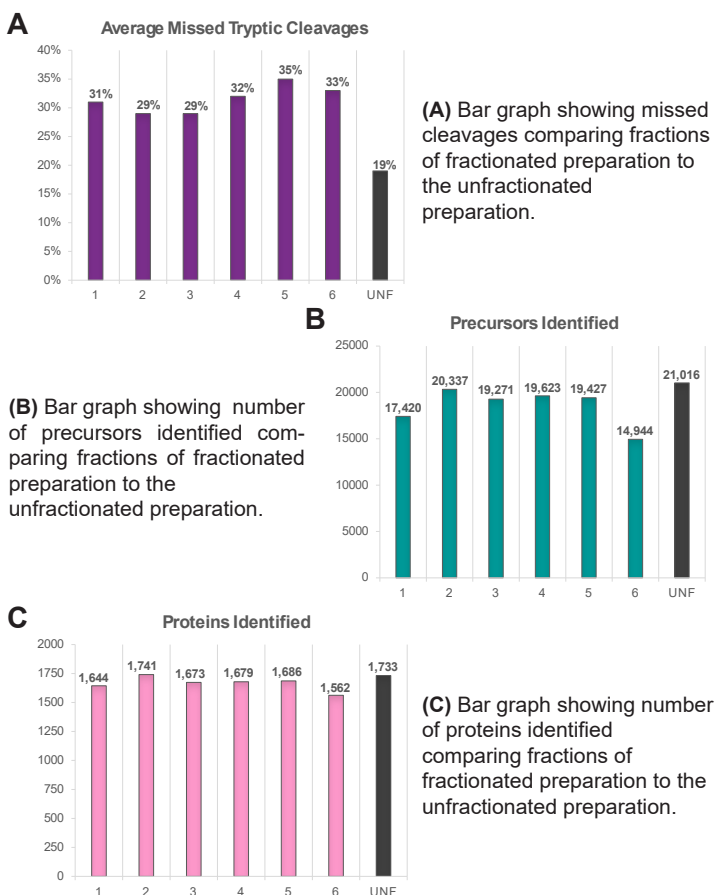 A
Average Missed Tryptic Cleavages
40%
35%
30%
25%
20%
15%
10%
5%
0%
31%
29%
29%
32%
35%
33%
19%
1 2 3 4 5 6 UNF
(A) Bar graph showing missed
cleavages comparing fractions
of fractionated preparation to
the unfractionated
preparation.
B
Precursors Identified
25000
20000
15000
10000
5000
0
17,420
20,337
19,271
19,623
19,427
14,944
21,016
1 2 3 4 5 6 UNF
(B) Bar graph showing number
of precursors identified com-
paring fractions of fractionated
preparation to the
unfractionated preparation.
C
Proteins Identified
2000
1750
1500
1250
1000
750
500
250
0
1,644
1,741
1,673
1,679
1,686
1,562
1,733
1 2 3 4 5 6 UNF
(C) Bar graph showing number
of proteins identified
comparing fractions of
fractionated preparation to the
unfractionated preparation.